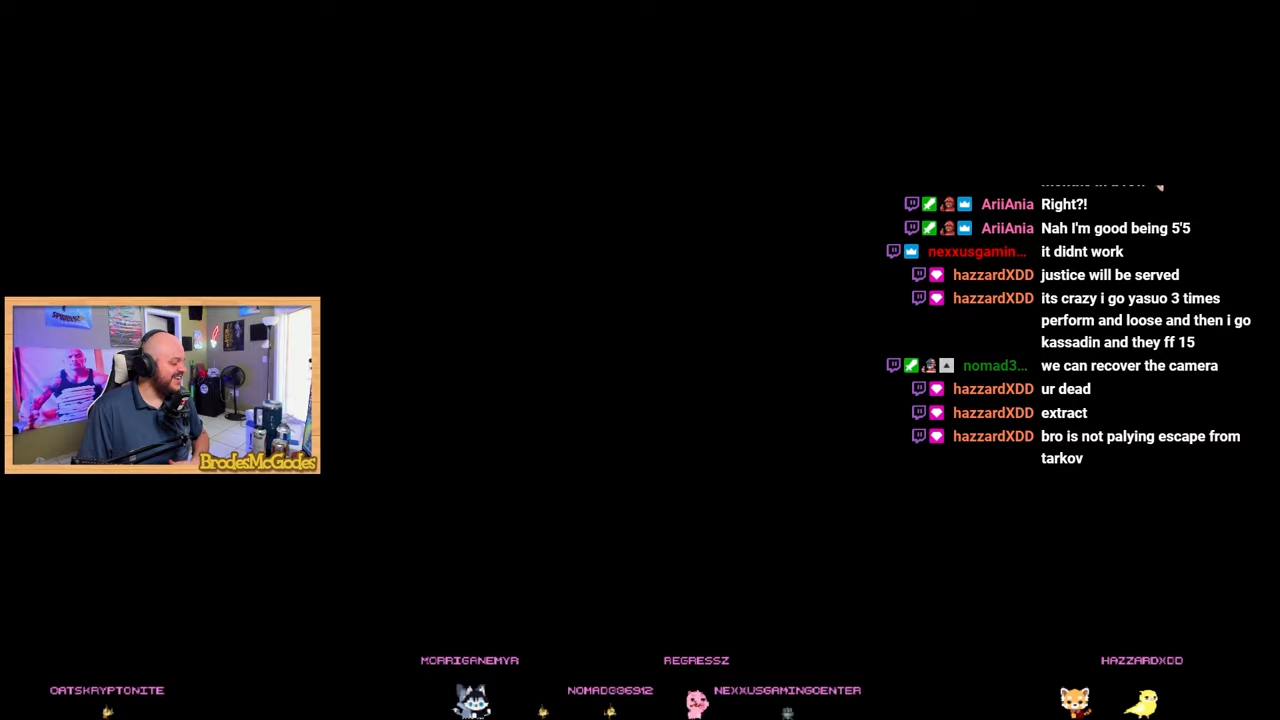 AriiAnia Right?!
AriiAnia Nah I'm good being 5'5
nexxusgamin... it didnt work
hazzardXDD justice will be served
hazzardXDD its crazy i go yasuo 3 times
perform and loose and then i go
kassadin and they ff 15
nomad3... we can recover the camera
hazzardXDD ur dead
hazzardXDD extract
hazzardXDD bro is not palying escape from
tarkov
BrodesMcGodes
MORRIGANEMYR
REGRESSZ
HAZZARDXDD
OATSKRYPTONITE
NEXXUSGAMINGCENTER